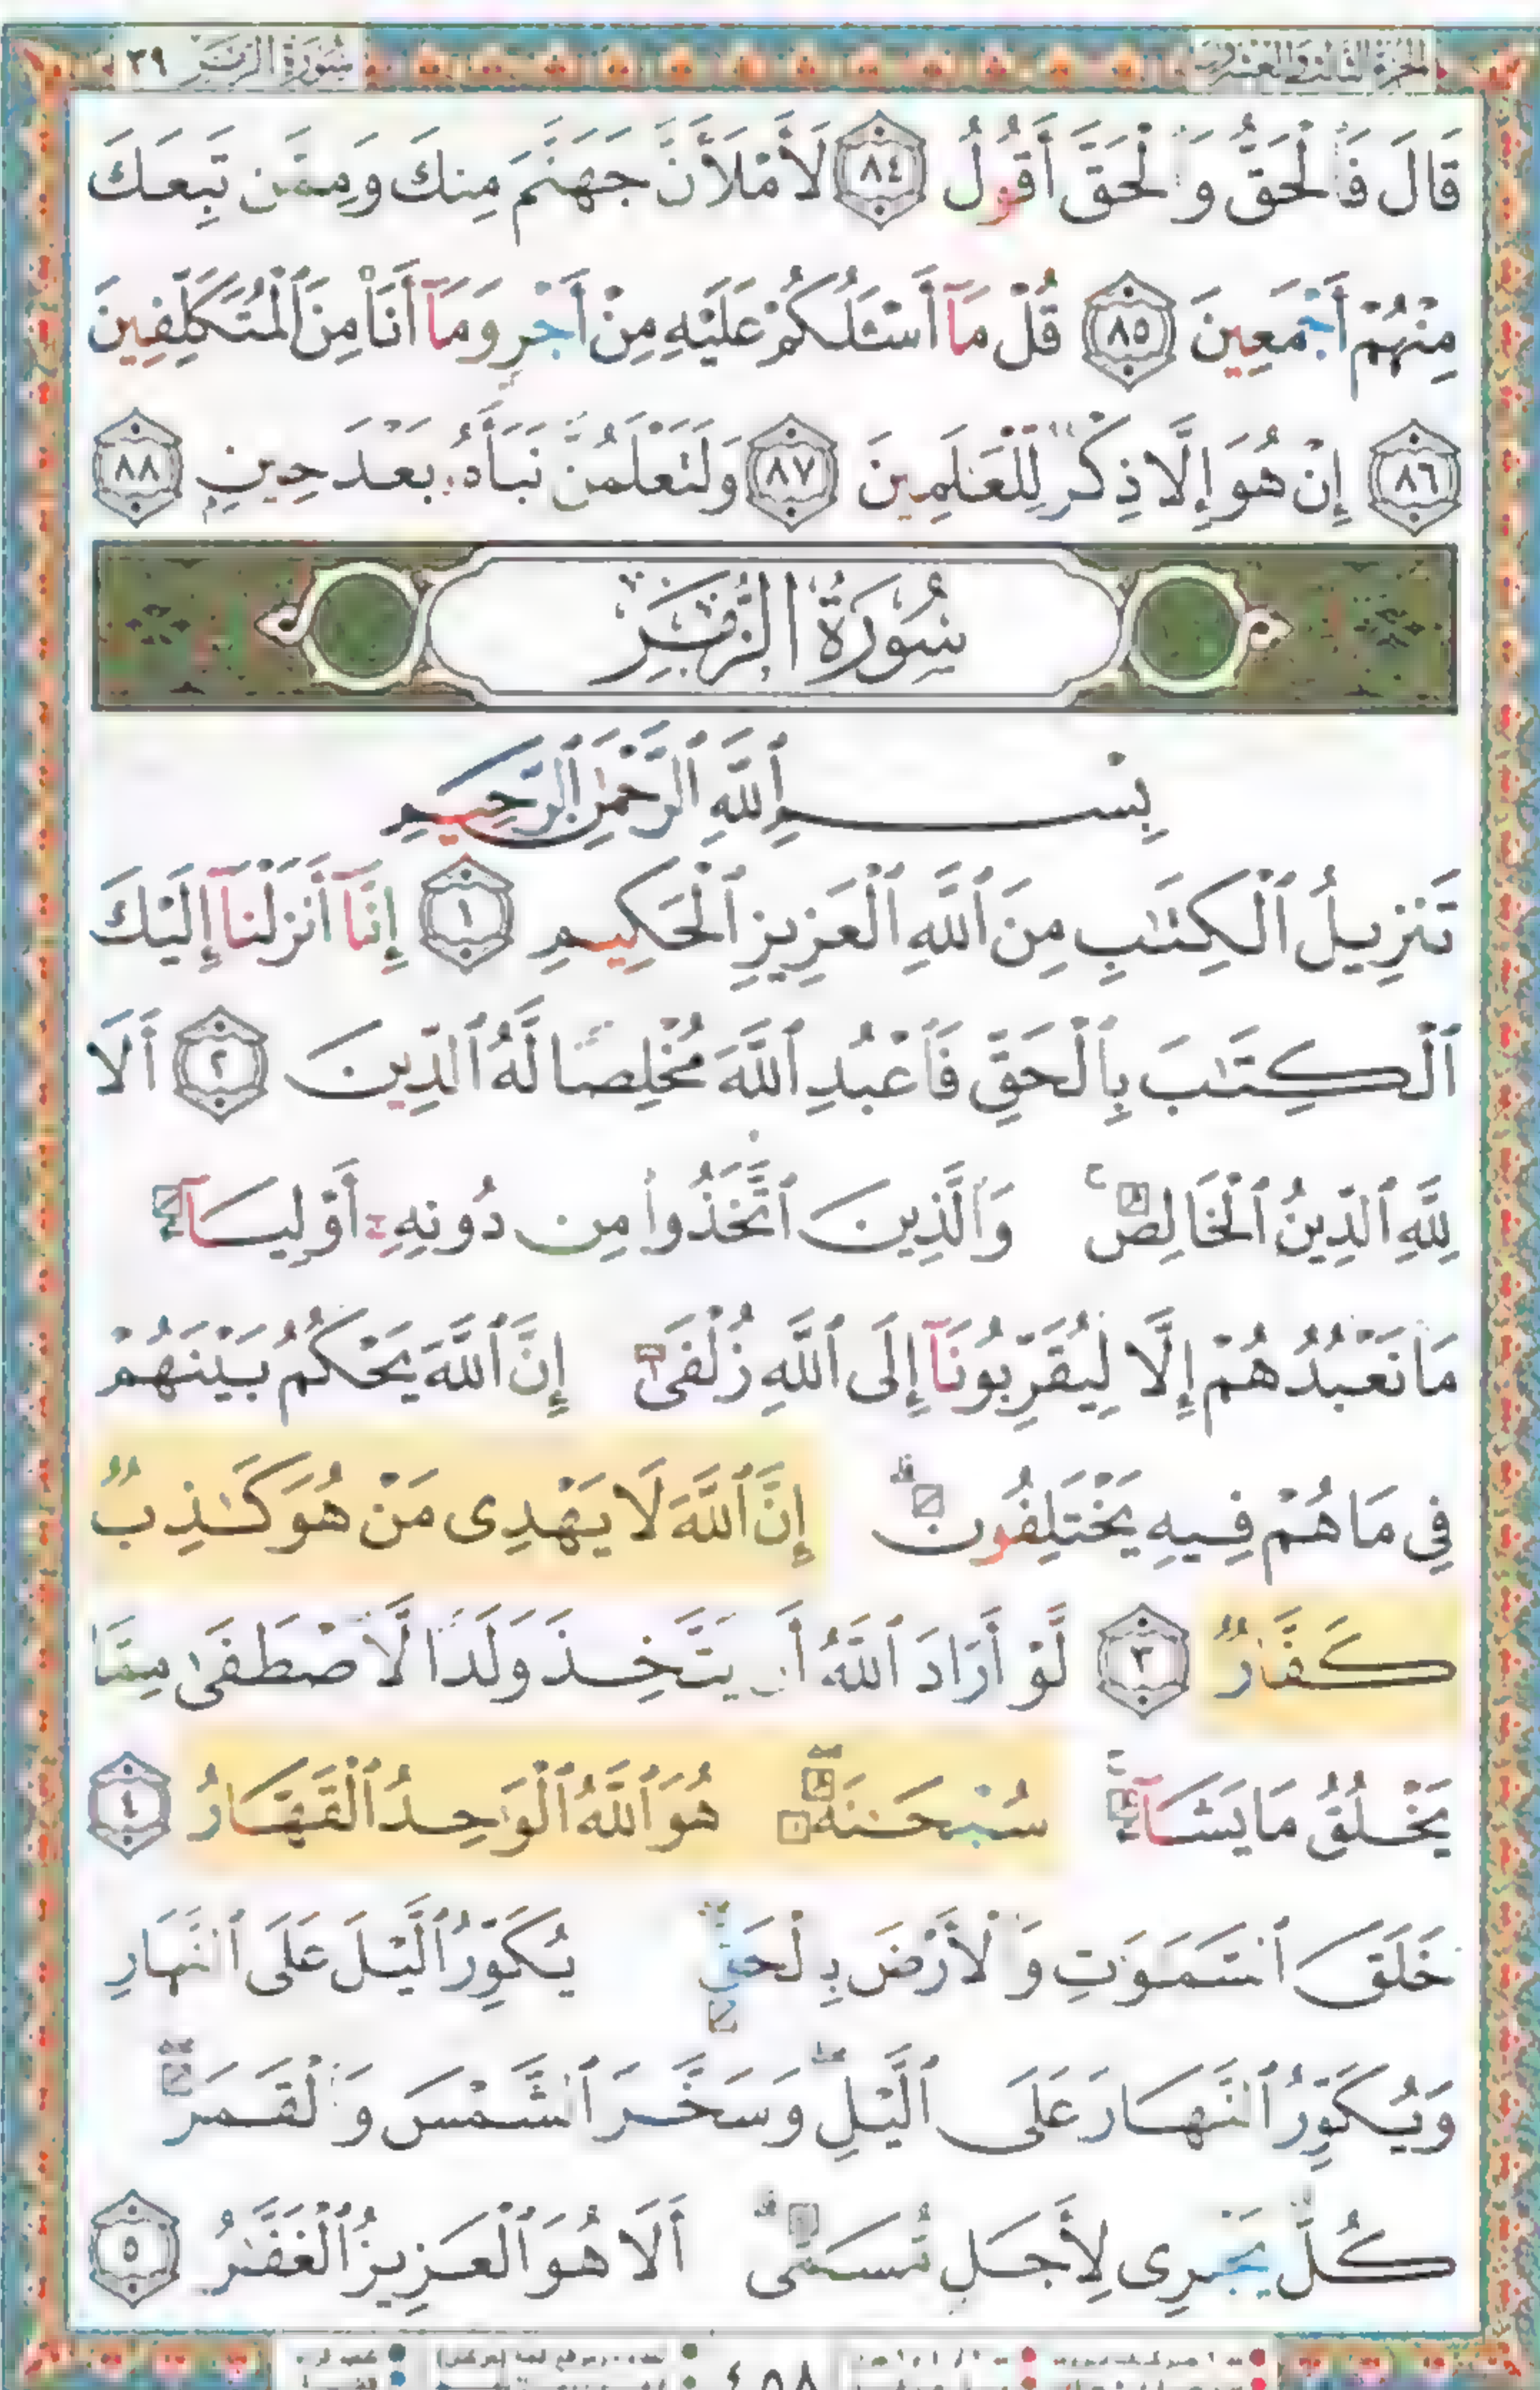 الجزء الثالث والعشرون
سورة الزمر ٣٩
قَالَ فَٱلْحَقُّ وَٱلْحَقَّ أَقُولُ ٨٤ لَأَمْلَأَنَّ جَهَنَّمَ مِنكَ وَمِمَّن تَبِعَكَ
مِنْهُمْ أَجْمَعِينَ ٨٥ قُلْ مَآ أَسْـَٔلُكُمْ عَلَيْهِ مِنْ أَجْرٍ وَمَآ أَنَا۠ مِنَ ٱلْمُتَكَلِّفِينَ
٨٦ إِنْ هُوَ إِلَّا ذِكْرٌ لِّلْعَـٰلَمِينَ ٨٧ وَلَتَعْلَمُنَّ نَبَأَهُۥ بَعْدَ حِينٍۭ ٨٨
سُورَةُ الزُّمَرِ
بِسْمِ ٱللَّهِ ٱلرَّحْمَـٰنِ ٱلرَّحِيمِ
تَنزِيلُ ٱلْكِتَـٰبِ مِنَ ٱللَّهِ ٱلْعَزِيزِ ٱلْحَكِيمِ ١ إِنَّآ أَنزَلْنَآ إِلَيْكَ
ٱلْكِتَـٰبَ بِٱلْحَقِّ فَٱعْبُدِ ٱللَّهَ مُخْلِصًا لَّهُ ٱلدِّينَ ٢ أَلَا
لِلَّهِ ٱلدِّينُ ٱلْخَالِصُ ۚ وَٱلَّذِينَ ٱتَّخَذُوا۟ مِن دُونِهِۦٓ أَوْلِيَآءَ
مَا نَعْبُدُهُمْ إِلَّا لِيُقَرِّبُونَآ إِلَى ٱللَّهِ زُلْفَىٰٓ إِنَّ ٱللَّهَ يَحْكُمُ بَيْنَهُمْ
فِى مَا هُمْ فِيهِ يَخْتَلِفُونَ ۗ إِنَّ ٱللَّهَ لَا يَهْدِى مَنْ هُوَ كَـٰذِبٌ
كَفَّارٌ ٣ لَّوْ أَرَادَ ٱللَّهُ أَن يَتَّخِذَ وَلَدًا لَّٱصْطَفَىٰ مِمَّا
يَخْلُقُ مَا يَشَآءُ ۚ سُبْحَـٰنَهُۥ ۖ هُوَ ٱللَّهُ ٱلْوَٰحِدُ ٱلْقَهَّارُ ٤
خَلَقَ ٱلسَّمَـٰوَٰتِ وَٱلْأَرْضَ بِٱلْحَقِّ ۖ يُكَوِّرُ ٱلَّيْلَ عَلَى ٱلنَّهَارِ
وَيُكَوِّرُ ٱلنَّهَارَ عَلَى ٱلَّيْلِ ۖ وَسَخَّرَ ٱلشَّمْسَ وَٱلْقَمَرَ ۖ
كُلٌّ يَجْرِى لِأَجَلٍ مُّسَمًّى ۗ أَلَا هُوَ ٱلْعَزِيزُ ٱلْغَفَّـٰرُ ٥
٤٥٨